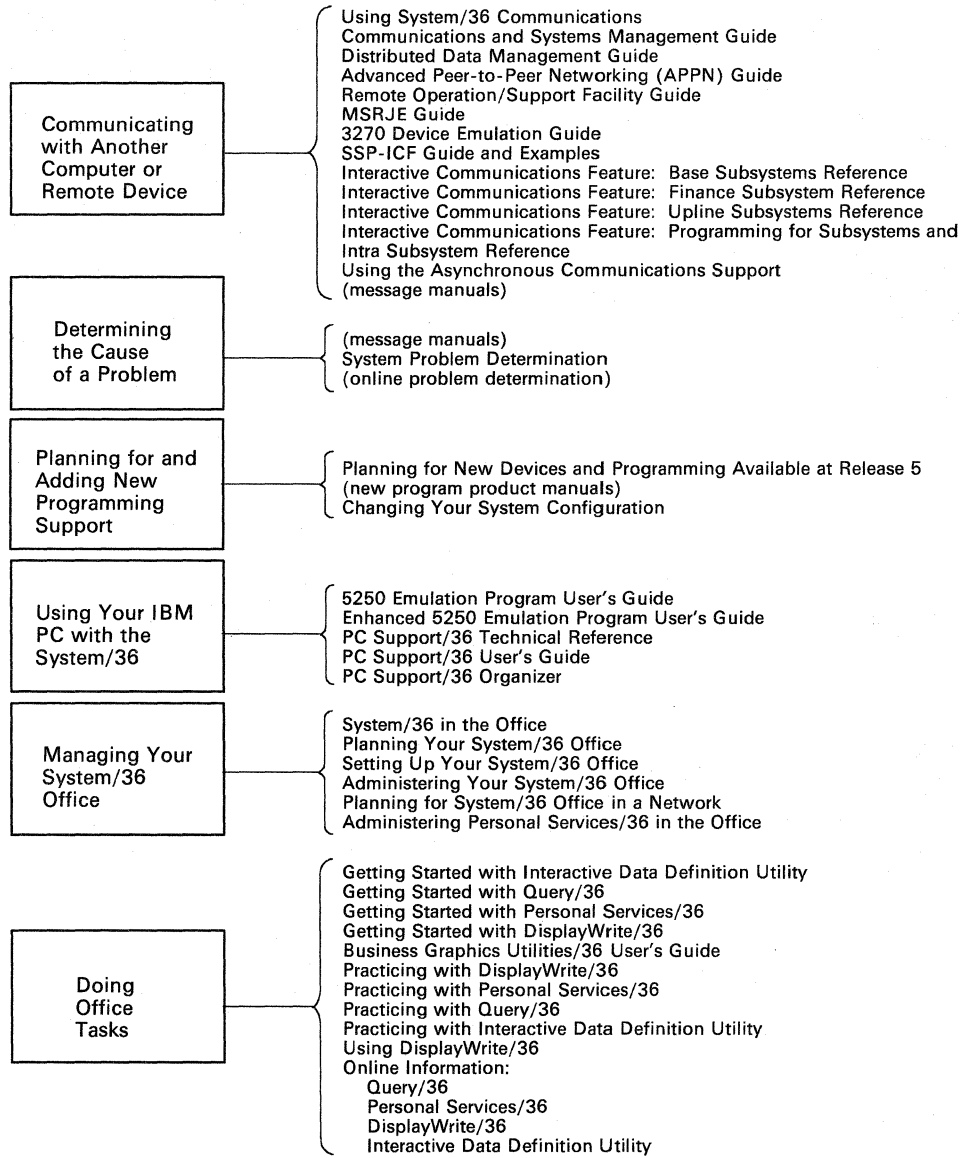 Communicating
with Another
Computer or
Remote Device
Using System/36 Communications
Communications and Systems Management Guide
Distributed Data Management Guide
Advanced Peer-to-Peer Networking (APPN) Guide
Remote Operation/Support Facility Guide
MSRJE Guide
3270 Device Emulation Guide
SSP-ICF Guide and Examples
Interactive Communications Feature: Base Subsystems Reference
Interactive Communications Feature: Finance Subsystem Reference
Interactive Communications Feature: Upline Subsystems Reference
Interactive Communications Feature: Programming for Subsystems and
Intra Subsystem Reference
Using the Asynchronous Communications Support
(message manuals)
Determining
the Cause
of a Problem
(message manuals)
System Problem Determination
(online problem determination)
Planning for and
Adding New
Programming
Support
Planning for New Devices and Programming Available at Release 5
(new program product manuals)
Changing Your System Configuration
Using Your IBM
PC with the
System/36
5250 Emulation Program User's Guide
Enhanced 5250 Emulation Program User's Guide
PC Support/36 Technical Reference
PC Support/36 User's Guide
PC Support/36 Organizer
Managing Your
System/36
Office
System/36 in the Office
Planning Your System/36 Office
Setting Up Your System/36 Office
Administering Your System/36 Office
Planning for System/36 Office in a Network
Administering Personal Services/36 in the Office
Doing
Office
Tasks
Getting Started with Interactive Data Definition Utility
Getting Started with Query/36
Getting Started with Personal Services/36
Getting Started with DisplayWrite/36
Business Graphics Utilities/36 User's Guide
Practicing with DisplayWrite/36
Practicing with Personal Services/36
Practicing with Query/36
Practicing with Interactive Data Definition Utility
Using DisplayWrite/36
Online Information:
Query/36
Personal Services/36
DisplayWrite/36
Interactive Data Definition Utility